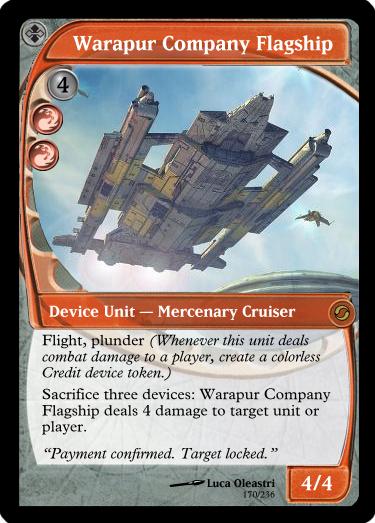 Warapur Company Flagship
4
Device Unit — Mercenary Cruiser
Flight, plunder (Whenever this unit deals
combat damage to a player, create a colorless
Credit device token.)
Sacrifice three devices: Warapur Company
Flagship deals 4 damage to target unit or
player.
“Payment confirmed. Target locked.”
Luca Oleastri
170/236
4/4